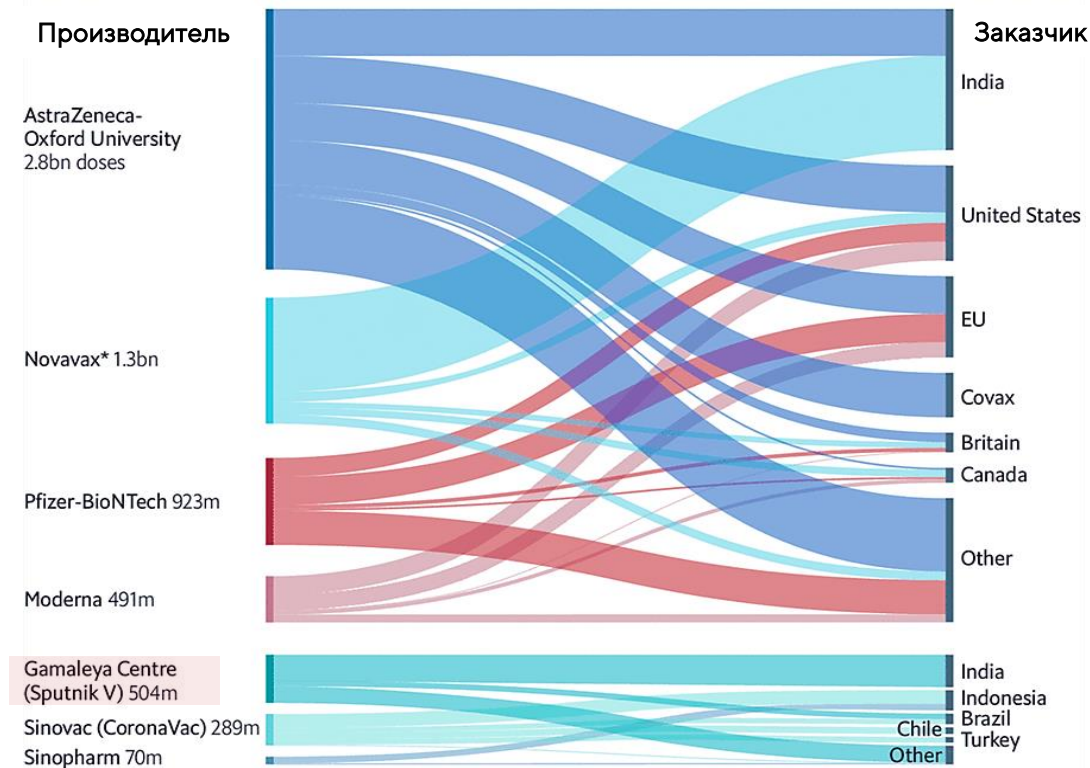 Производитель
Заказчик
AstraZeneca-
Oxford University
2.8bn doses
Novavax* 1.3bn
Pfizer-BioNTech 923m
Moderna 491m
Gamaleya Centre
(Sputnik V) 504m
Sinovac (CoronaVac) 289m
Sinopharm 70m
India
United States
EU
Covax
Britain
Canada
Other
India
Indonesia
Brazil
Chile
Turkey
Other